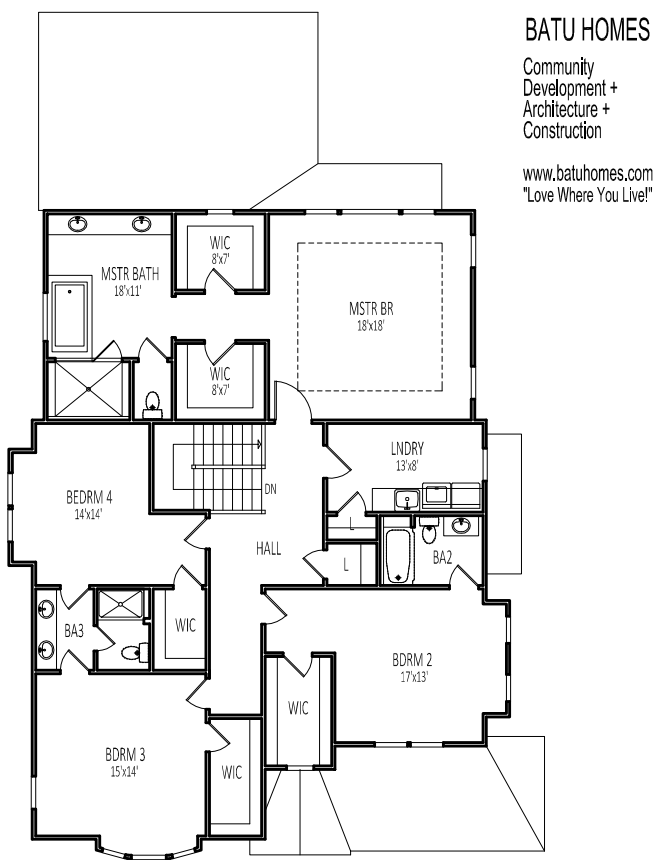 BATU HOMES
Community
Development +
Architecture +
Construction
www.batuhomes.com
"Love Where You Live!"
WIC
8'x7'
MSTR BATH
18'x11'
MSTR BR
18'x18'
WIC
8'x7'
LNDRY
13'x8'
DN
BEDRM 4
14'x14'
L
HALL
L
BA2
BA3
WIC
BDRM 2
17'x13'
WIC
BDRM 3
15'x14'
WIC